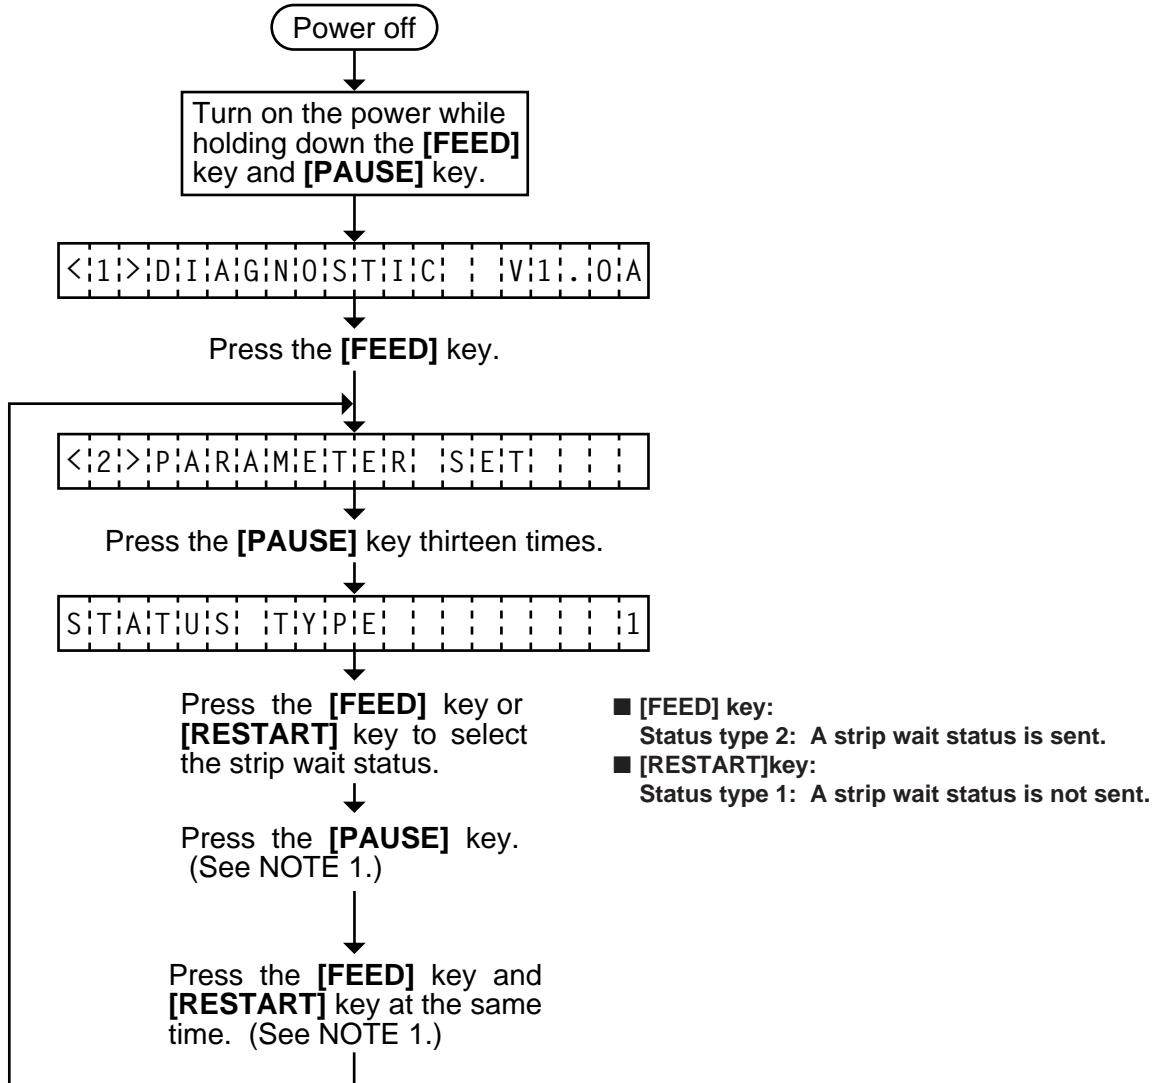 Power off
Turn on the power while
holding down the [FEED]
key and [PAUSE] key.
<1>DIAGNOSTIC  V1.0A
Press the [FEED] key.
<2>PARAMETER SET
Press the [PAUSE] key thirteen times.
STATUS TYPE        1
Press the [FEED] key or
[RESTART] key to select
the strip wait status.
■ [FEED] key:
Status type 2: A strip wait status is sent.
■ [RESTART]key:
Status type 1: A strip wait status is not sent.
Press the [PAUSE] key.
(See NOTE 1.)
Press the [FEED] key and
[RESTART] key at the same
time. (See NOTE 1.)